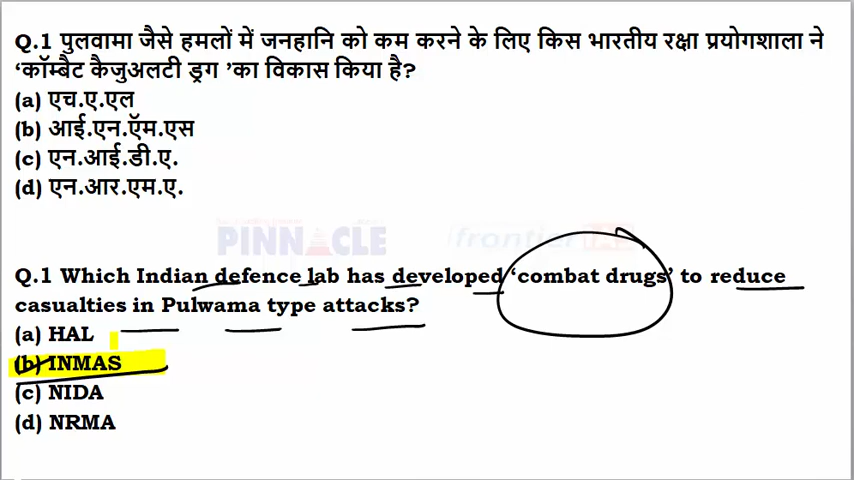 Q.1 पुलवामा जैसे हमलों में जनहानि को कम करने के लिए किस भारतीय रक्षा प्रयोगशाला ने
‘कॉम्बैट कैजुअलटी ड्रग ’का विकास किया है?
(a) एच.ए.एल
(b) आई.एन.ऍम.एस
(c) एन.आई.डी.ए.
(d) एन.आर.एम.ए.
PINNACLE frontier
Q.1 Which Indian defence lab has developed ‘combat drugs’ to reduce
casualties in Pulwama type attacks?
(a) HAL
(b) INMAS
(c) NIDA
(d) NRMA